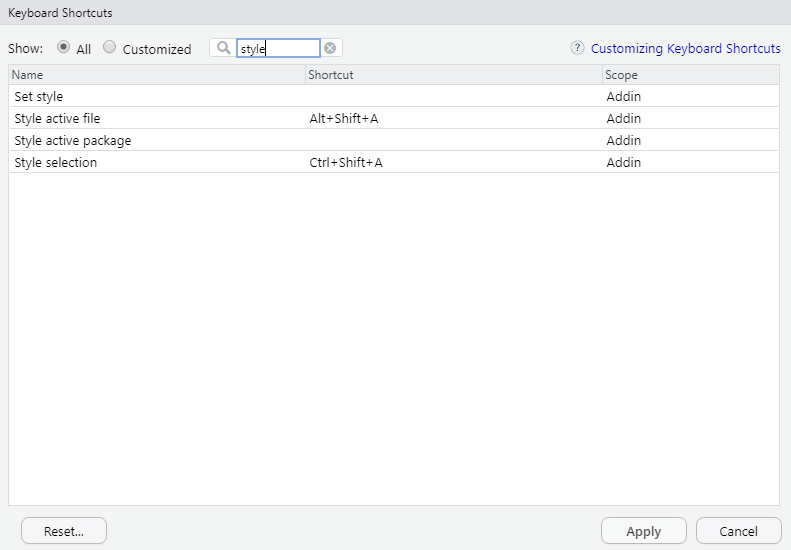 Keyboard Shortcuts
Show: All Customized style ? Customizing Keyboard Shortcuts
Name Shortcut Scope
Set style Addin
Style active file Alt+Shift+A Addin
Style active package Addin
Style selection Ctrl+Shift+A Addin
Reset... Apply Cancel